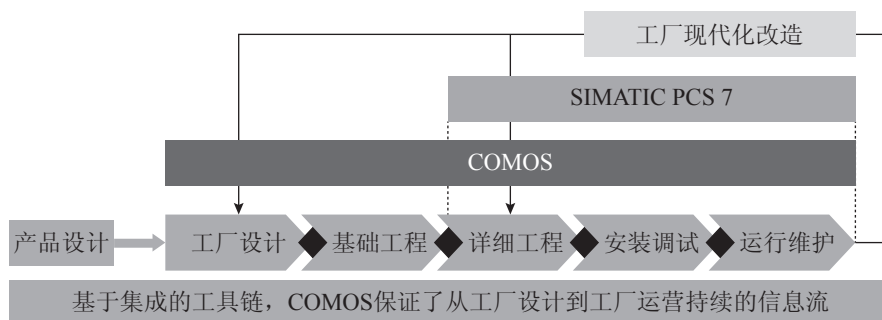 工厂现代化改造
SIMATIC PCS 7
COMOS
产品设计
工厂设计
基础工程
详细工程
安装调试
运行维护
基于集成的工具链，COMOS保证了从工厂设计到工厂运营持续的信息流